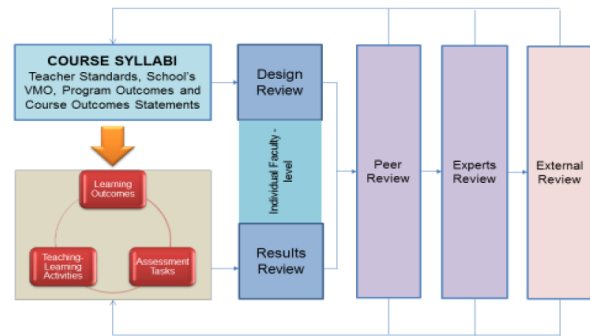 COURSE SYLLABI
Teacher Standards, School's
VMO, Program Outcomes and
Course Outcomes Statements
Design
Review
Individual Faculty -
level
Results
Review
Peer
Review
Experts
Review
External
Review
Learning
Outcomes
Teaching-
Learning
Activities
Assessment
Tasks